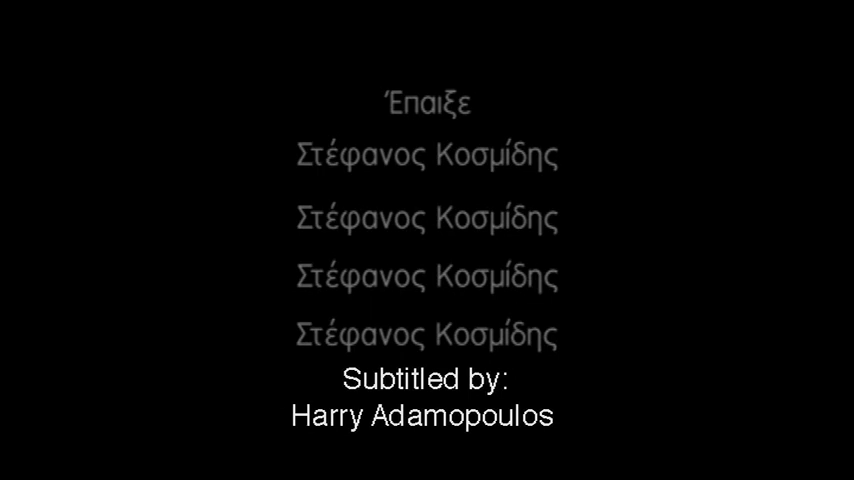 Έπαιξε
Στέφανος Κοσμίδης
Στέφανος Κοσμίδης
Στέφανος Κοσμίδης
Στέφανος Κοσμίδης
Subtitled by:
Harry Adamopoulos